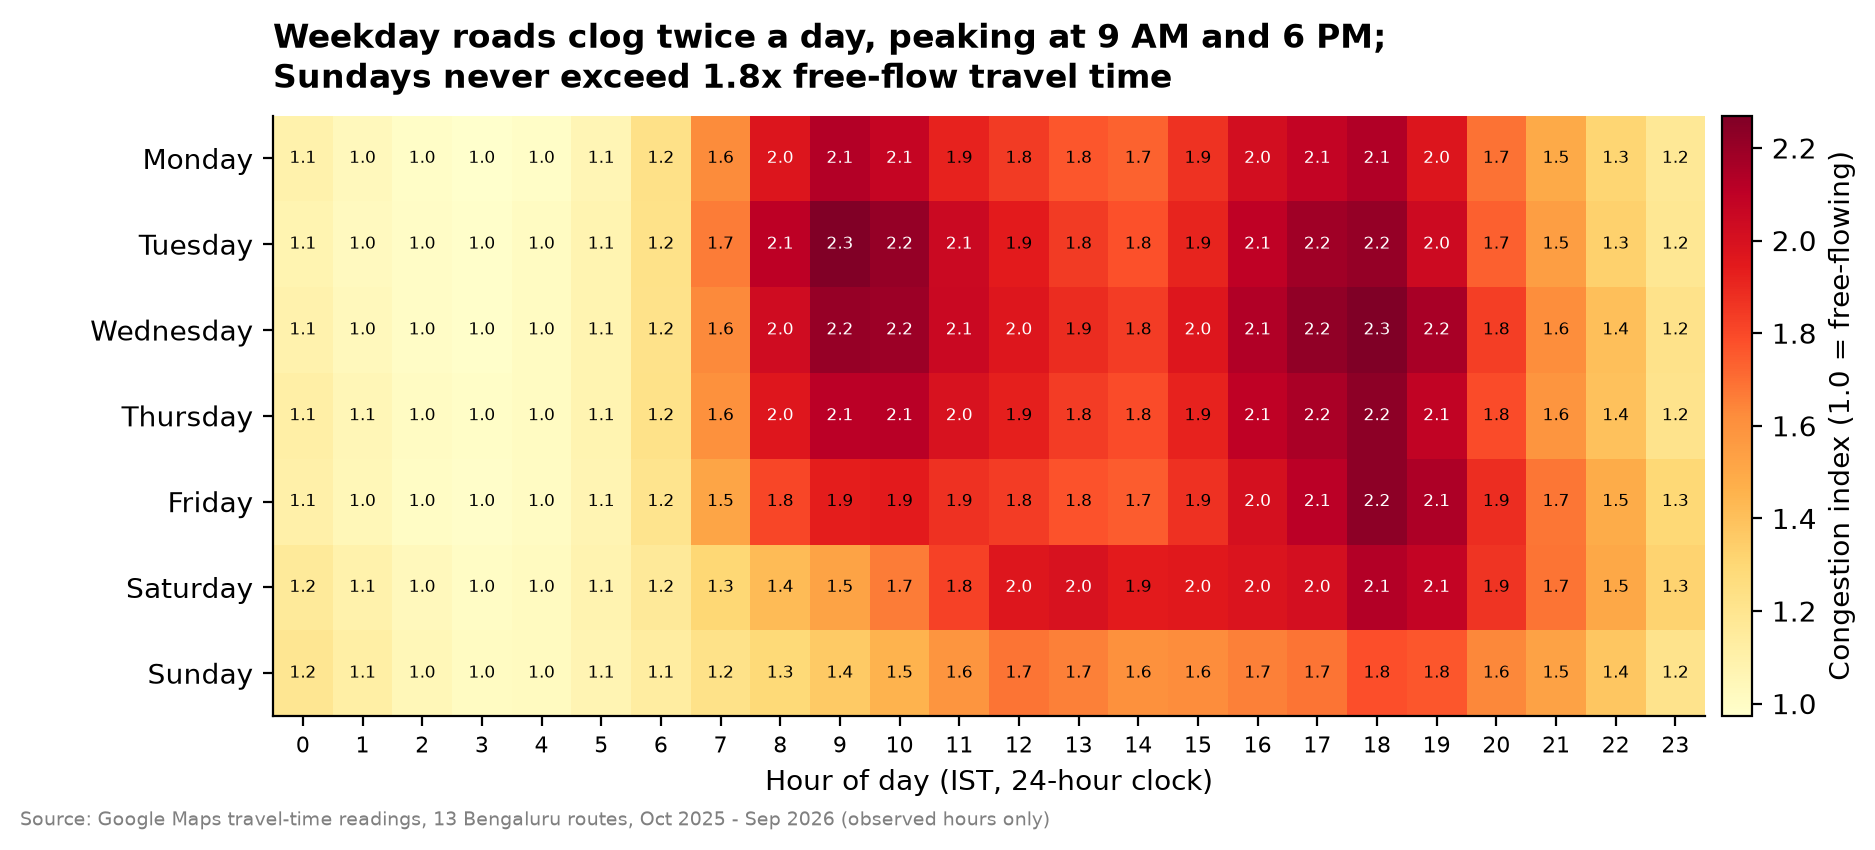 Weekday roads clog twice a day, peaking at 9 AM and 6 PM;
Sundays never exceed 1.8x free-flow travel time
Monday 1.1 1.0 1.0 1.0 1.0 1.1 1.2 1.6 2.0 2.1 2.1 1.9 1.8 1.8 1.7 1.9 2.0 2.1 2.1 2.0 1.7 1.5 1.3 1.2
Tuesday 1.1 1.0 1.0 1.0 1.0 1.1 1.2 1.7 2.1 2.3 2.2 2.1 1.9 1.8 1.8 1.9 2.1 2.2 2.2 2.0 1.7 1.5 1.3 1.2
Wednesday 1.1 1.0 1.0 1.0 1.0 1.1 1.2 1.6 2.0 2.2 2.2 2.1 2.0 1.9 1.8 2.0 2.1 2.2 2.3 2.2 1.8 1.6 1.4 1.2
Thursday 1.1 1.1 1.0 1.0 1.0 1.1 1.2 1.6 2.0 2.1 2.1 2.0 1.9 1.8 1.8 1.9 2.1 2.2 2.2 2.1 1.8 1.6 1.4 1.2
Friday 1.1 1.0 1.0 1.0 1.0 1.1 1.2 1.5 1.8 1.9 1.9 1.9 1.8 1.8 1.7 1.9 2.0 2.1 2.2 2.1 1.9 1.7 1.5 1.3
Saturday 1.2 1.1 1.0 1.0 1.0 1.1 1.2 1.3 1.4 1.5 1.7 1.8 2.0 2.0 1.9 2.0 2.0 2.0 2.1 2.1 1.9 1.7 1.5 1.3
Sunday 1.2 1.1 1.0 1.0 1.0 1.1 1.1 1.2 1.3 1.4 1.5 1.6 1.7 1.7 1.6 1.6 1.7 1.7 1.8 1.8 1.6 1.5 1.4 1.2
0 1 2 3 4 5 6 7 8 9 10 11 12 13 14 15 16 17 18 19 20 21 22 23
Hour of day (IST, 24-hour clock)
2.2
2.0
1.8
1.6
1.4
1.2
1.0
Congestion index (1.0 = free-flowing)
Source: Google Maps travel-time readings, 13 Bengaluru routes, Oct 2025 - Sep 2026 (observed hours only)